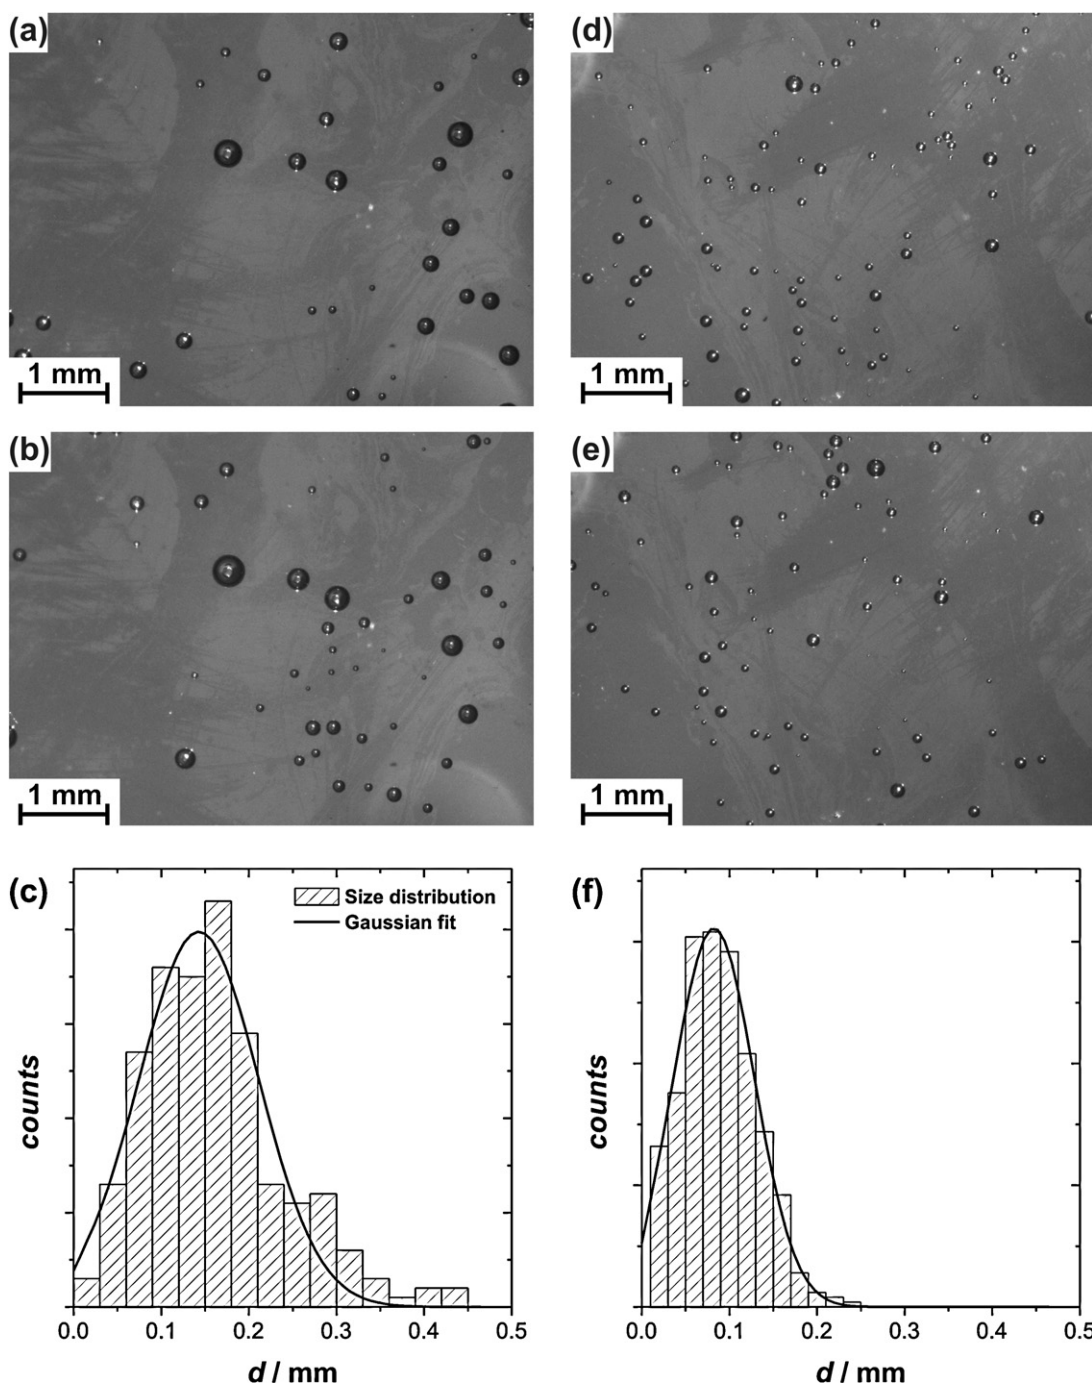 (a)
1 mm
(d)
1 mm
(b)
1 mm
(e)
1 mm
(c)
Size distribution
Gaussian fit
counts
0.0 0.1 0.2 0.3 0.4 0.5
d / mm
(f)
counts
0.0 0.1 0.2 0.3 0.4 0.5
d / mm